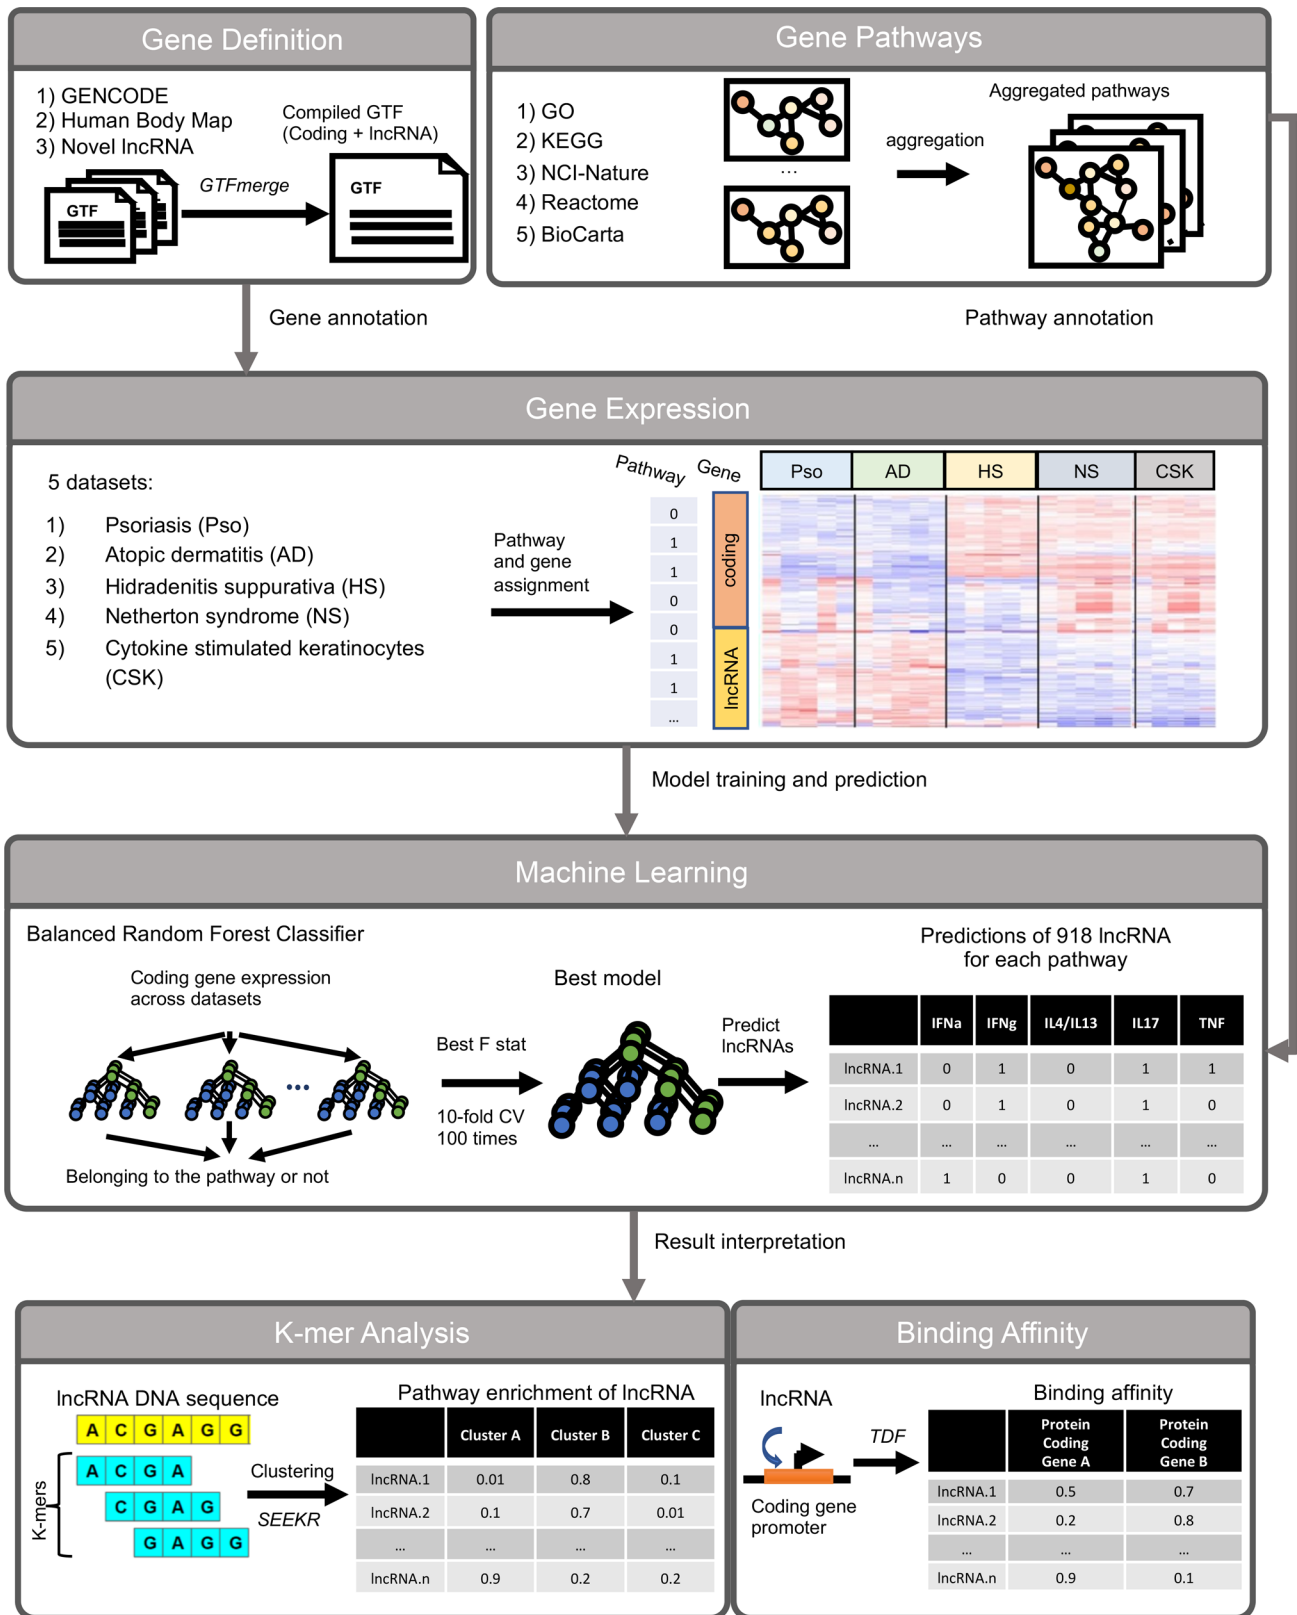 Gene Definition
1) GENCODE
2) Human Body Map
3) Novel lncRNA
Compiled GTF
(Coding + lncRNA)
GTF
GTFmerge
GTF
Gene Pathways
1) GO
2) KEGG
3) NCI-Nature
4) Reactome
5) BioCarta
...
aggregation
Aggregated pathways
Gene annotation
Pathway annotation
Gene Expression
5 datasets:
1) Psoriasis (Pso)
2) Atopic dermatitis (AD)
3) Hidradenitis suppurativa (HS)
4) Netherton syndrome (NS)
5) Cytokine stimulated keratinocytes
(CSK)
Pathway
and gene
assignment
Pathway Gene
Pso AD HS NS CSK
0
1
1
0
0
1
1
...
coding
lncRNA
Model training and prediction
Machine Learning
Balanced Random Forest Classifier
Coding gene expression
across datasets
...
Belonging to the pathway or not
Best F stat
10-fold CV
100 times
Best model
Predict
lncRNAs
Predictions of 918 lncRNA
for each pathway
IFNa IFNg IL4/IL13 IL17 TNF
lncRNA.1 0 1 0 1 1
lncRNA.2 0 1 0 1 0
... ... ... ... ... ...
lncRNA.n 1 0 0 1 0
Result interpretation
K-mer Analysis
lncRNA DNA sequence
A C G A G G
K-mers
A C G A
C G A G
G A G G
Clustering
SEEKR
Pathway enrichment of lncRNA
Cluster A Cluster B Cluster C
lncRNA.1 0.01 0.8 0.1
lncRNA.2 0.1 0.7 0.01
... ... ... ...
lncRNA.n 0.9 0.2 0.2
Binding Affinity
lncRNA
Coding gene
promoter
TDF
Binding affinity
Protein Coding Gene A
Protein Coding Gene B
lncRNA.1 0.5 0.7
lncRNA.2 0.2 0.8
... ... ...
lncRNA.n 0.9 0.1